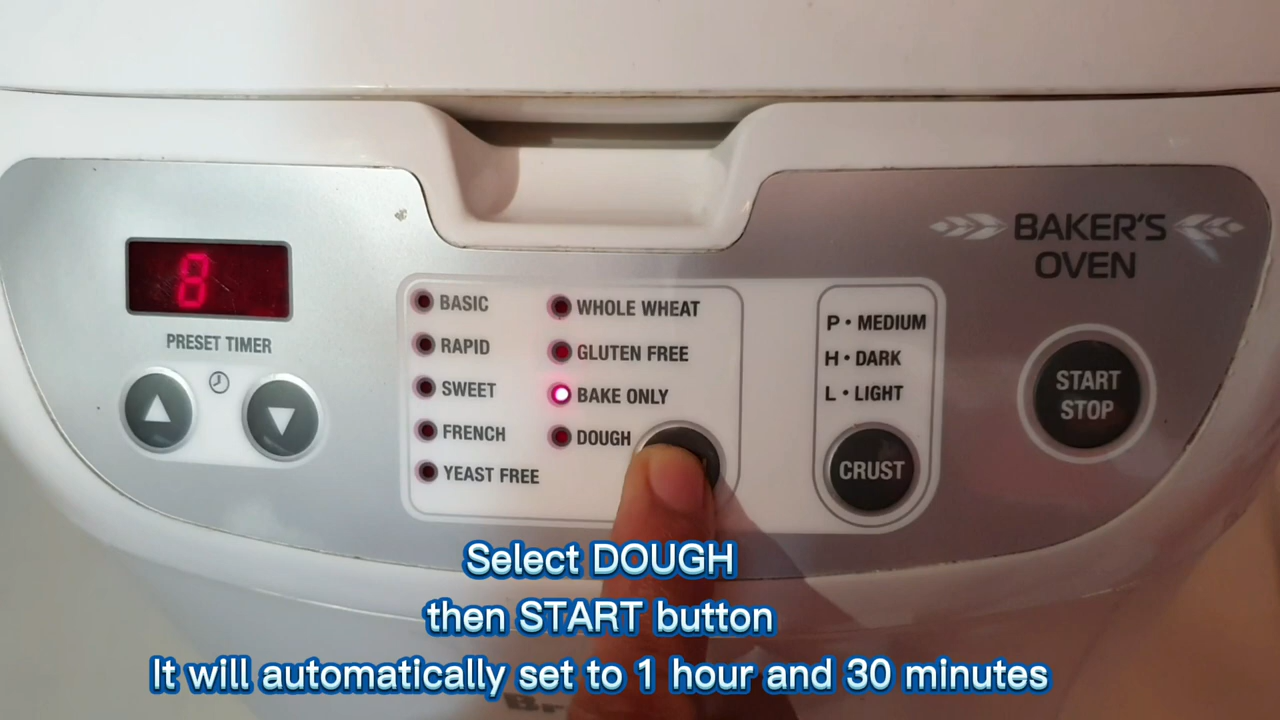 BAKER'S
OVEN
8
PRESET TIMER
BASIC
RAPID
SWEET
FRENCH
YEAST FREE
WHOLE WHEAT
GLUTEN FREE
BAKE ONLY
DOUGH
P • MEDIUM
H • DARK
L • LIGHT
CRUST
START
STOP
Select DOUGH
then START button
It will automatically set to 1 hour and 30 minutes